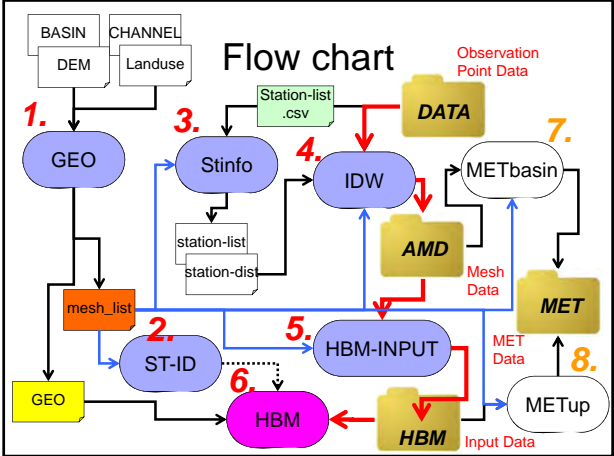 BASIN
CHANNEL
DEM
Landuse
Flow chart
Observation
Point Data
Station-list
.csv
DATA
1.
GEO
3.
Stinfo
4.
IDW
7.
METbasin
station-list
station-dist
AMD
Mesh
Data
MET
mesh_list
2.
ST-ID
5.
HBM-INPUT
MET
Data
8.
METup
GEO
6.
HBM
HBM
Input Data